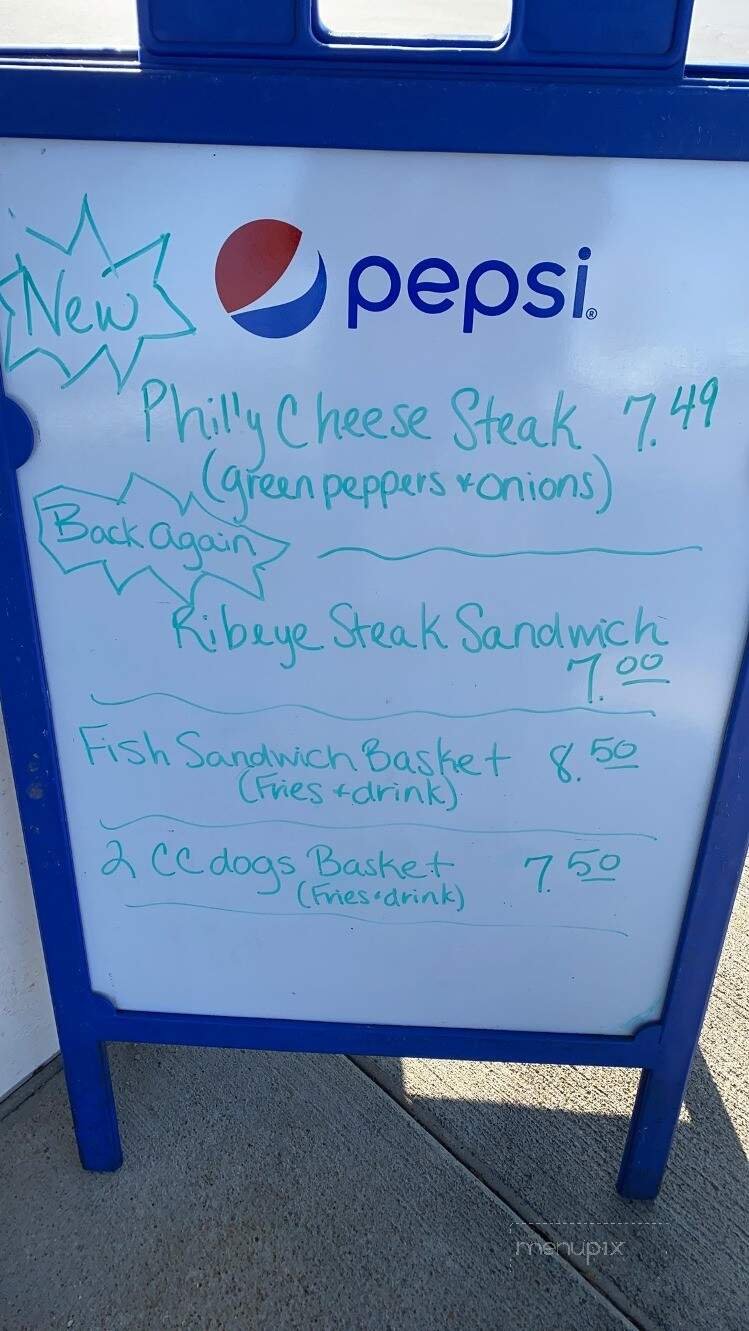 New
pepsi®
Philly Cheese Steak 7.49
(green peppers + onions)
Back again
Ribeye Steak Sandwich
7.00
Fish Sandwich Basket 8.50
(Fries + drink)
2 CC dogs Basket 7.50
(Fries + drink)
menupix